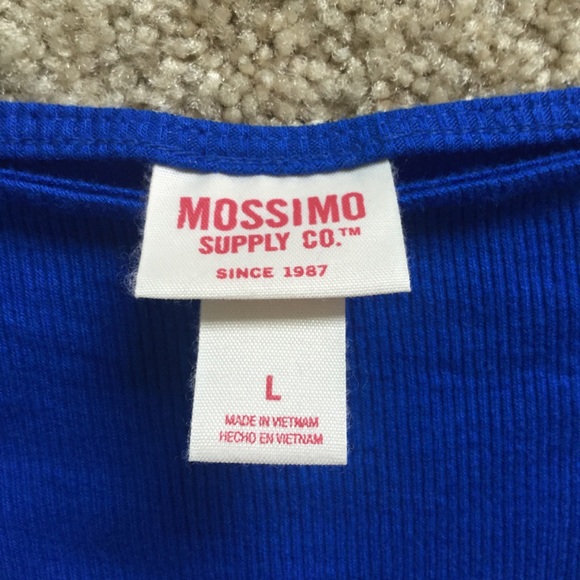 MOSSIMO
SUPPLY CO.™
SINCE 1987
L
MADE IN VIETNAM
HECHO EN VIETNAM